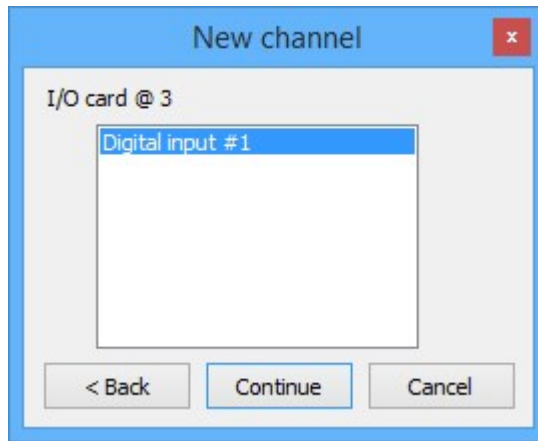 New channel
x
I/O card @ 3
Digital input #1
< Back Continue Cancel